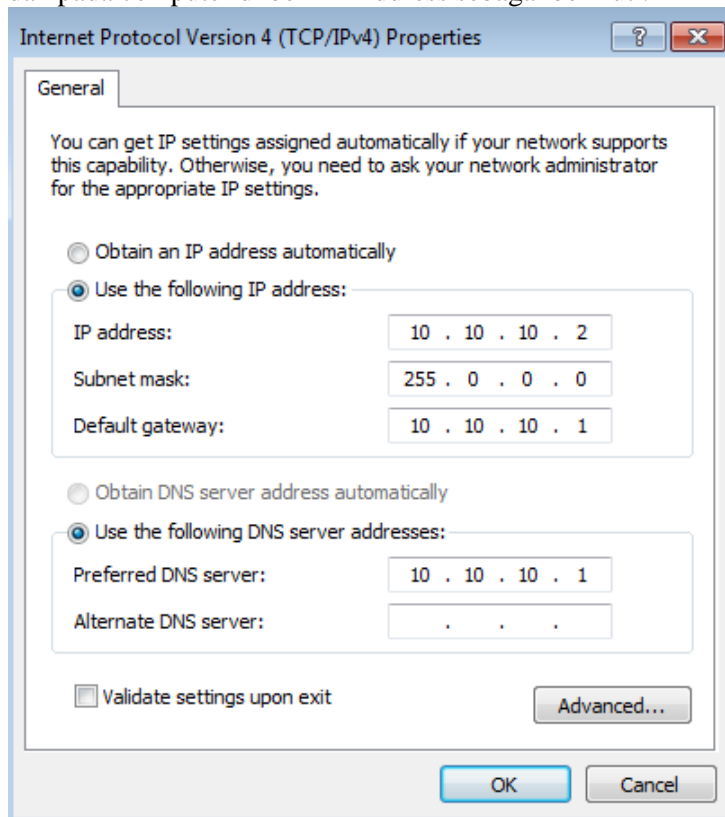 Internet Protocol Version 4 (TCP/IPv4) Properties
General
You can get IP settings assigned automatically if your network supports
this capability. Otherwise, you need to ask your network administrator
for the appropriate IP settings.
Obtain an IP address automatically
Use the following IP address:
IP address: 10 . 10 . 10 . 2
Subnet mask: 255 . 0 . 0 . 0
Default gateway: 10 . 10 . 10 . 1
Obtain DNS server address automatically
Use the following DNS server addresses:
Preferred DNS server: 10 . 10 . 10 . 1
Alternate DNS server: . . .
Validate settings upon exit
Advanced...
OK Cancel